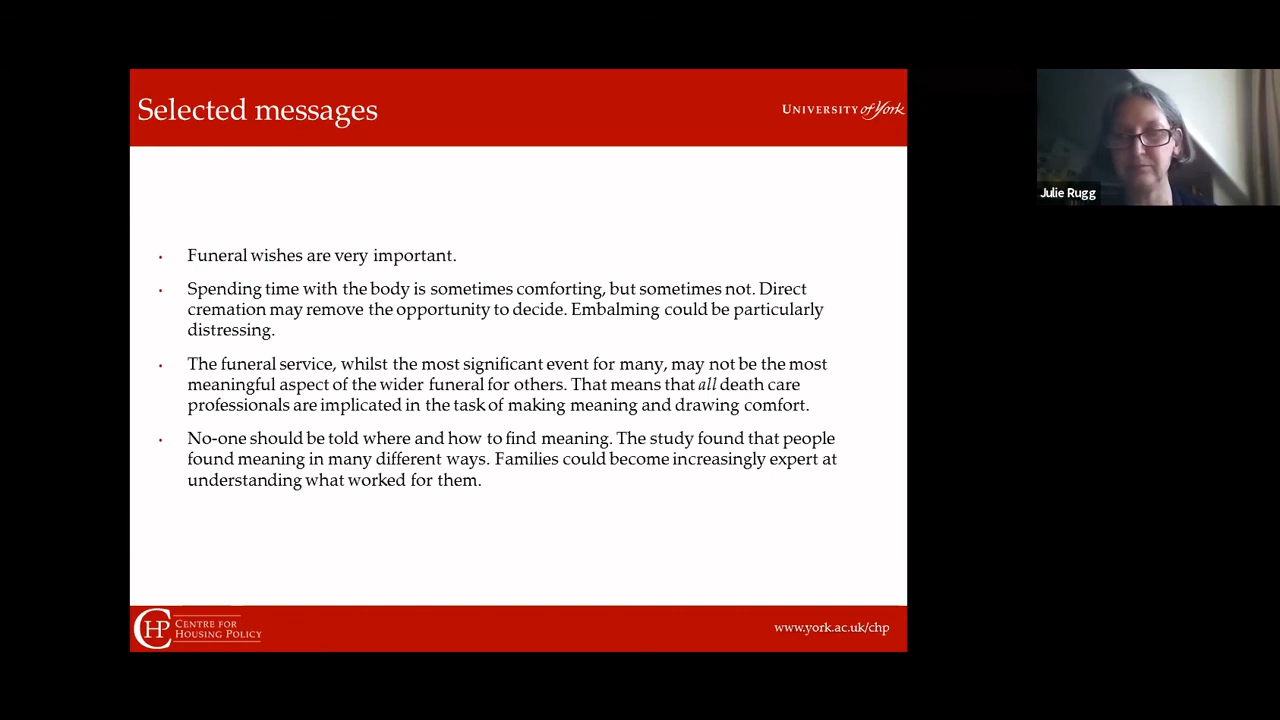 Selected messages
UNIVERSITY of York
Julie Rugg
• Funeral wishes are very important.
• Spending time with the body is sometimes comforting, but sometimes not. Direct
cremation may remove the opportunity to decide. Embalming could be particularly
distressing.
• The funeral service, whilst the most significant event for many, may not be the most
meaningful aspect of the wider funeral for others. That means that all death care
professionals are implicated in the task of making meaning and drawing comfort.
• No-one should be told where and how to find meaning. The study found that people
found meaning in many different ways. Families could become increasingly expert at
understanding what worked for them.
CHP
CENTRE FOR
HOUSING POLICY
www.york.ac.uk/chp